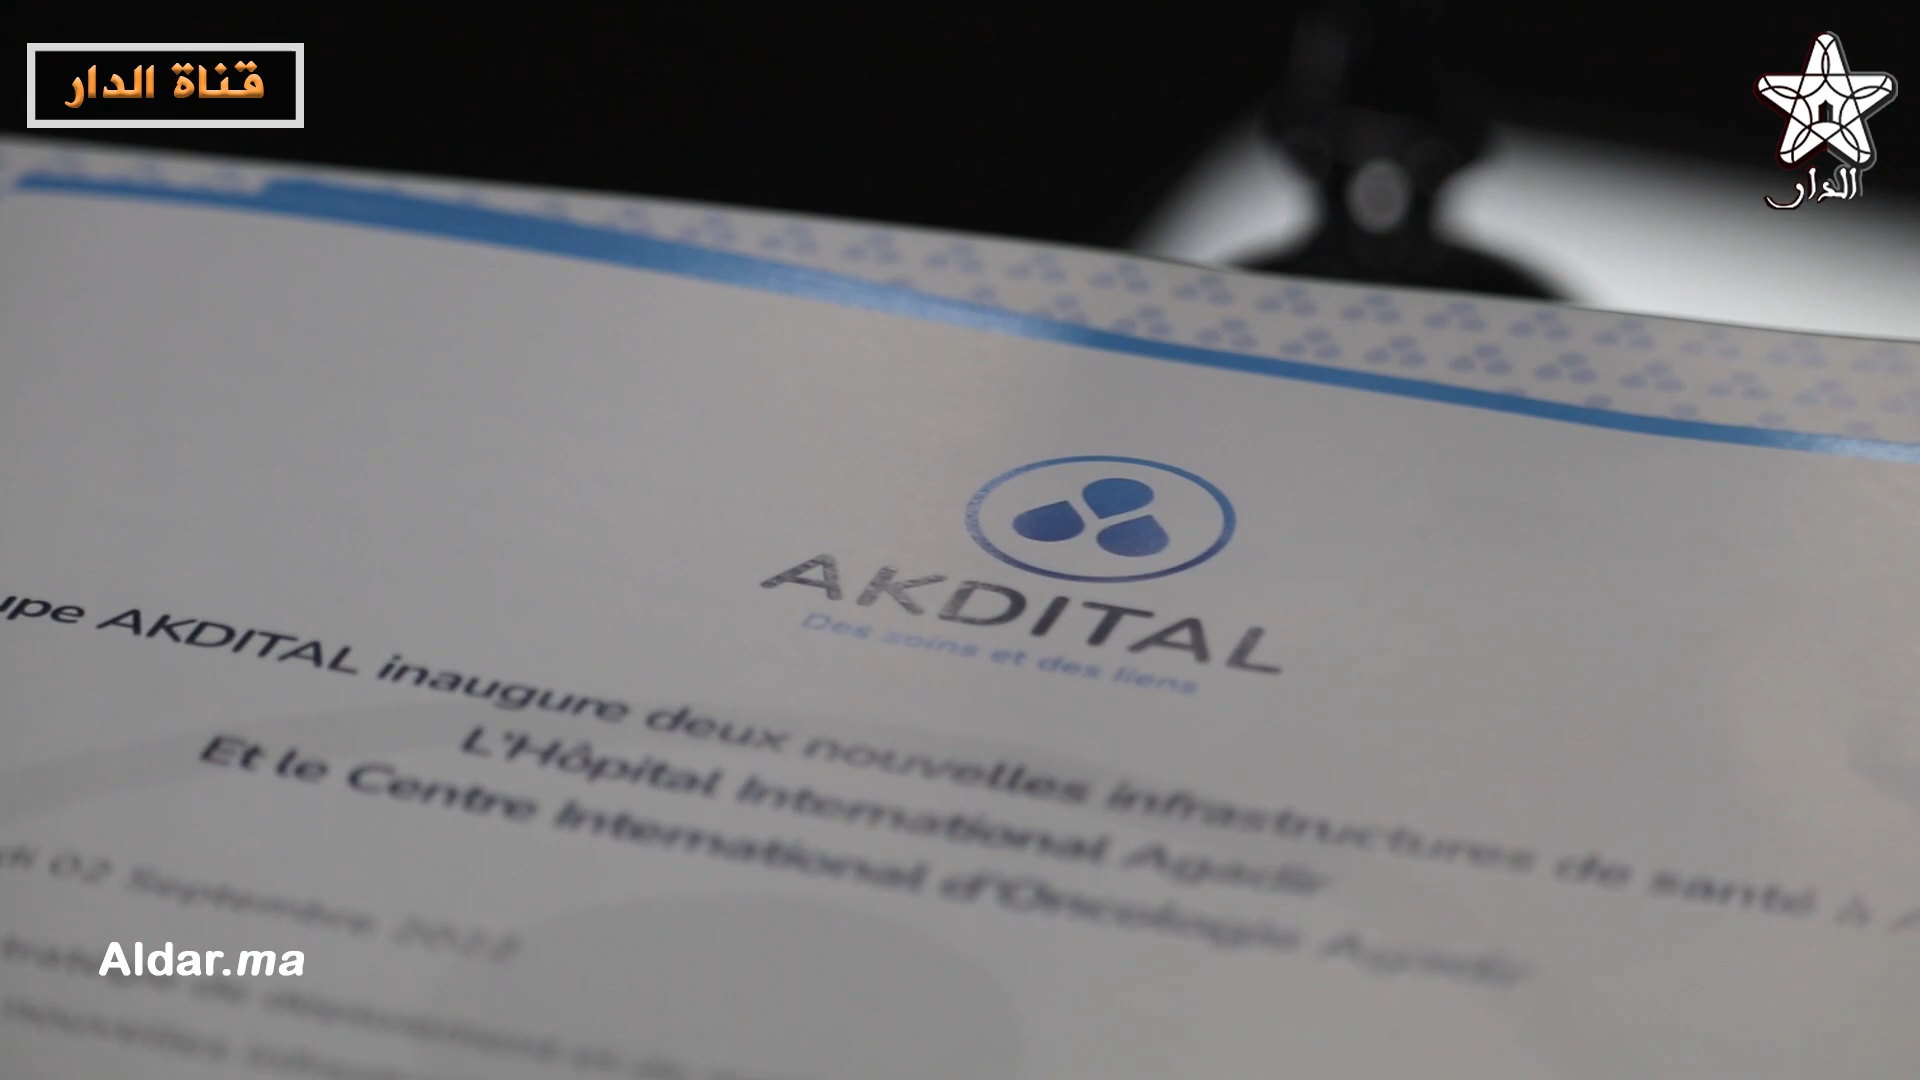 قناة الدار
الدار
AKDITAL
Des soins et des liens
upe AKDITAL inaugure deux nouvelles infrastructures de santé à A
L'Hôpital International Agadir
Et le Centre International d'Oncologie Agadir
di 02 Septembre
Aldar.ma